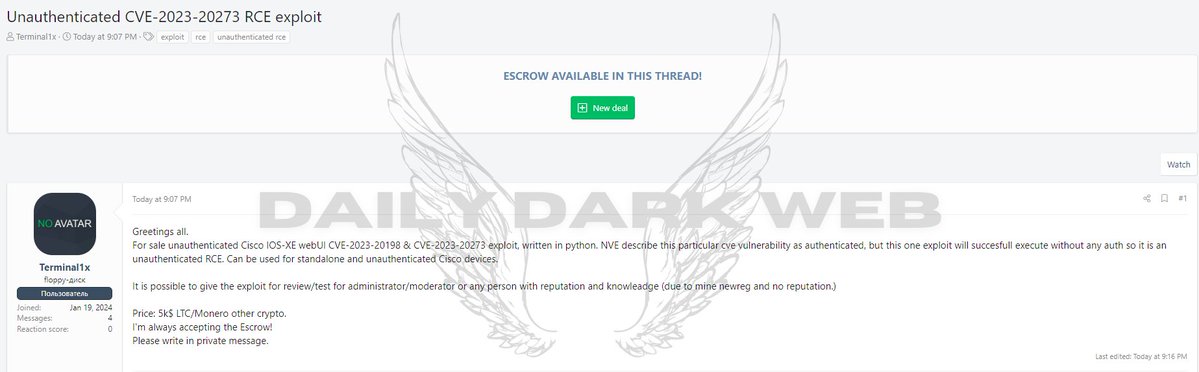 Unauthenticated CVE-2023-20273 RCE exploit
Terminal1x · Today at 9:07 PM · exploit rce unauthenticated rce
ESCROW AVAILABLE IN THIS THREAD!
New deal
Watch
NO AVATAR
Terminal1x
floppy-диск
Пользователь
Joined: Jan 19, 2024
Messages: 4
Reaction score: 0
Today at 9:07 PM
#1
Greetings all.
For sale unauthenticated Cisco IOS-XE webUI CVE-2023-20198 & CVE-2023-20273 exploit, written in python. NVE describe this particular cve vulnerability as authenticated, but this one exploit will succesfull execute without any auth so it is an
unauthenticated RCE. Can be used for standalone and unauthenticated Cisco devices.
It is possible to give the exploit for review/test for administrator/moderator or any person with reputation and knowleadge (due to mine newreg and no reputation.)
Price: 5k$ LTC/Monero other crypto.
I'm always accepting the Escrow!
Please write in private message.
Last edited: Today at 9:16 PM
DAILY DARK WEB